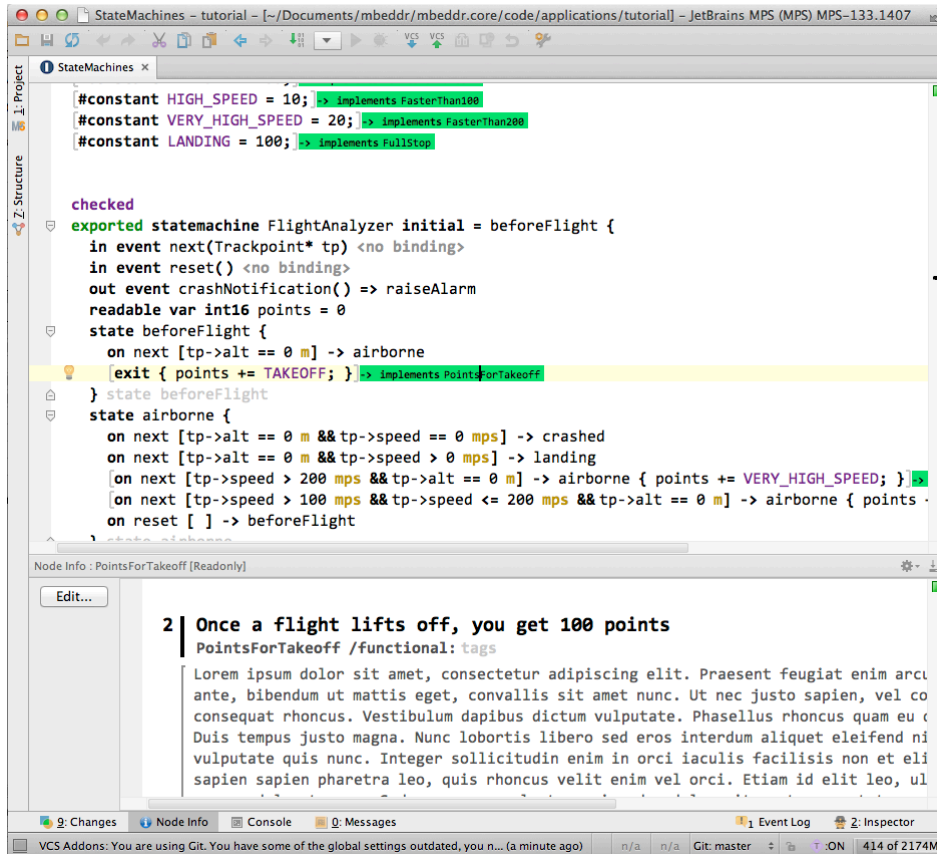 StateMachines – tutorial – [~/Documents/mbeddr/mbeddr.core/code/applications/tutorial] – JetBrains MPS (MPS) MPS-133.1407
VCS VCS
StateMachines ×
1: Project
Z: Structure
[#constant HIGH_SPEED = 10;]-> implements FasterThan100
[#constant VERY_HIGH_SPEED = 20;]-> implements FasterThan200
[#constant LANDING = 100;]-> implements FullStop
checked
exported statemachine FlightAnalyzer initial = beforeFlight {
in event next(Trackpoint* tp) <no binding>
in event reset() <no binding>
out event crashNotification() => raiseAlarm
readable var int16 points = 0
state beforeFlight {
on next [tp->alt == 0 m] -> airborne
[exit { points += TAKEOFF; }]-> implements PointsForTakeoff
} state beforeFlight
state airborne {
on next [tp->alt == 0 m && tp->speed == 0 mps] -> crashed
on next [tp->alt == 0 m && tp->speed > 0 mps] -> landing
[on next [tp->speed > 200 mps && tp->alt == 0 m] -> airborne { points += VERY_HIGH_SPEED; }]->
[on next [tp->speed > 100 mps && tp->speed <= 200 mps && tp->alt == 0 m] -> airborne { points
on reset [ ] -> beforeFlight
} state airborne
Node Info : PointsForTakeoff [Readonly]
Edit...
2 Once a flight lifts off, you get 100 points
PointsForTakeoff /functional: tags
Lorem ipsum dolor sit amet, consectetur adipiscing elit. Praesent feugiat enim arcu
ante, bibendum ut mattis eget, convallis sit amet nunc. Ut nec justo sapien, vel co
consequat rhoncus. Vestibulum dapibus dictum vulputate. Phasellus rhoncus quam eu
Duis tempus justo magna. Nunc lobortis libero sed eros interdum aliquet eleifend ni
vulputate quis nunc. Integer sollicitudin enim in orci iaculis facilisis non et eli
sapien sapien pharetra leo, quis rhoncus velit enim vel orci. Etiam id elit leo, ul
9: Changes Node Info Console 0: Messages 1 Event Log 2: Inspector
VCS Addons: You are using Git. You have some of the global settings outdated, you n... (a minute ago) n/a n/a Git: master T :ON 414 of 2174M